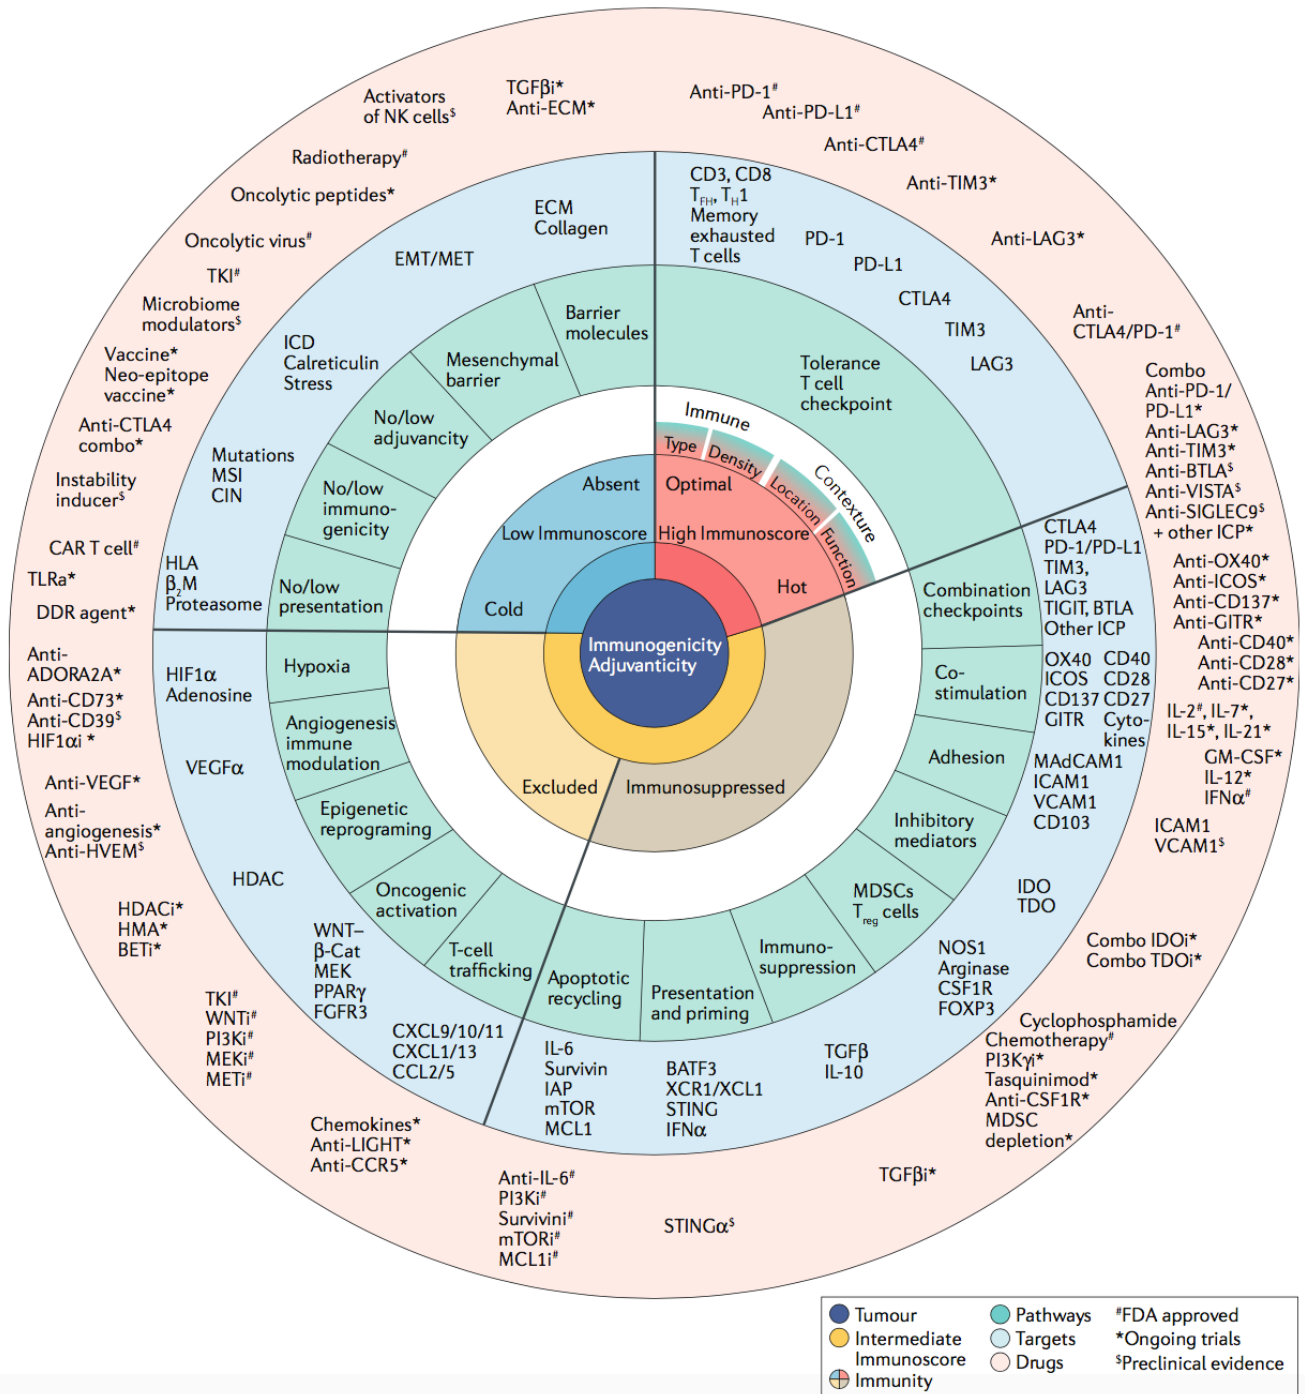 TGFβi*
Anti-ECM*
Activators
of NK cells$
Radiotherapy#
Oncolytic peptides*
Oncolytic virus#
TKI#
Microbiome
modulators$
Vaccine*
Neo-epitope
vaccine*
Anti-CTLA4
combo*
Instability
inducer$
CAR T cell#
TLRa*
DDR agent*
Anti-
ADORA2A*
Anti-CD73*
Anti-CD39$
HIF1αi *
Anti-VEGF*
Anti-
angiogenesis*
Anti-HVEM$
HDACi*
HMA*
BETi*
TKI#
WNTi#
PI3Ki#
MEKi#
METi#
Chemokines*
Anti-LIGHT*
Anti-CCR5*
Anti-IL-6#
PI3Ki#
Survivini#
mTORi#
MCL1i#
STINGα$
TGFβi*
Cyclophosphamide
Chemotherapy#
PI3Kγi*
Tasquinimod*
Anti-CSF1R*
MDSC
depletion*
Combo IDOi*
Combo TDOi*
ICAM1
VCAM1$
GM-CSF*
IL-12*
IFNα#
IL-2#, IL-7*,
IL-15*, IL-21*
Anti-CD40*
Anti-CD28*
Anti-CD27*
Anti-OX40*
Anti-ICOS*
Anti-CD137*
Anti-GITR*
Combo
Anti-PD-1/
PD-L1*
Anti-LAG3*
Anti-TIM3*
Anti-BTLA$
Anti-VISTA$
Anti-SIGLEC9$
+ other ICP*
Anti-
CTLA4/PD-1#
Anti-LAG3*
Anti-TIM3*
Anti-CTLA4#
Anti-PD-L1#
Anti-PD-1#
ECM
Collagen
EMT/MET
ICD
Calreticulin
Stress
Mutations
MSI
CIN
HLA
β2M
Proteasome
HIF1α
Adenosine
VEGFα
HDAC
WNT–
β-Cat
MEK
PPARγ
FGFR3
CXCL9/10/11
CXCL1/13
CCL2/5
IL-6
Survivin
IAP
mTOR
MCL1
BATF3
XCR1/XCL1
STING
IFNα
TGFβ
IL-10
NOS1
Arginase
CSF1R
FOXP3
IDO
TDO
MAdCAM1
ICAM1
VCAM1
CD103
OX40
ICOS
CD137
GITR
CD40
CD28
CD27
Cyto-
kines
CTLA4
PD-1/PD-L1
TIM3,
LAG3
TIGIT, BTLA
Other ICP
CD3, CD8
TFH, TH1
Memory
exhausted
T cells
PD-1
PD-L1
CTLA4
TIM3
LAG3
Barrier
molecules
Mesenchymal
barrier
No/low
adjuvancity
No/low
immuno-
genicity
No/low
presentation
Hypoxia
Angiogenesis
immune
modulation
Epigenetic
reprograming
Oncogenic
activation
T-cell
trafficking
Apoptotic
recycling
Presentation
and priming
Immuno-
suppression
MDSCs
Treg cells
Inhibitory
mediators
Adhesion
Co-
stimulation
Combination
checkpoints
Tolerance
T cell
checkpoint
Immune
Contexture
Type
Density
Location
Function
Absent
Low Immunoscore
Cold
Optimal
High Immunoscore
Hot
Immunogenicity
Adjuvanticity
Excluded
Immunosuppressed
Tumour
Intermediate
Immunoscore
Immunity
Pathways
Targets
Drugs
#FDA approved
*Ongoing trials
$Preclinical evidence